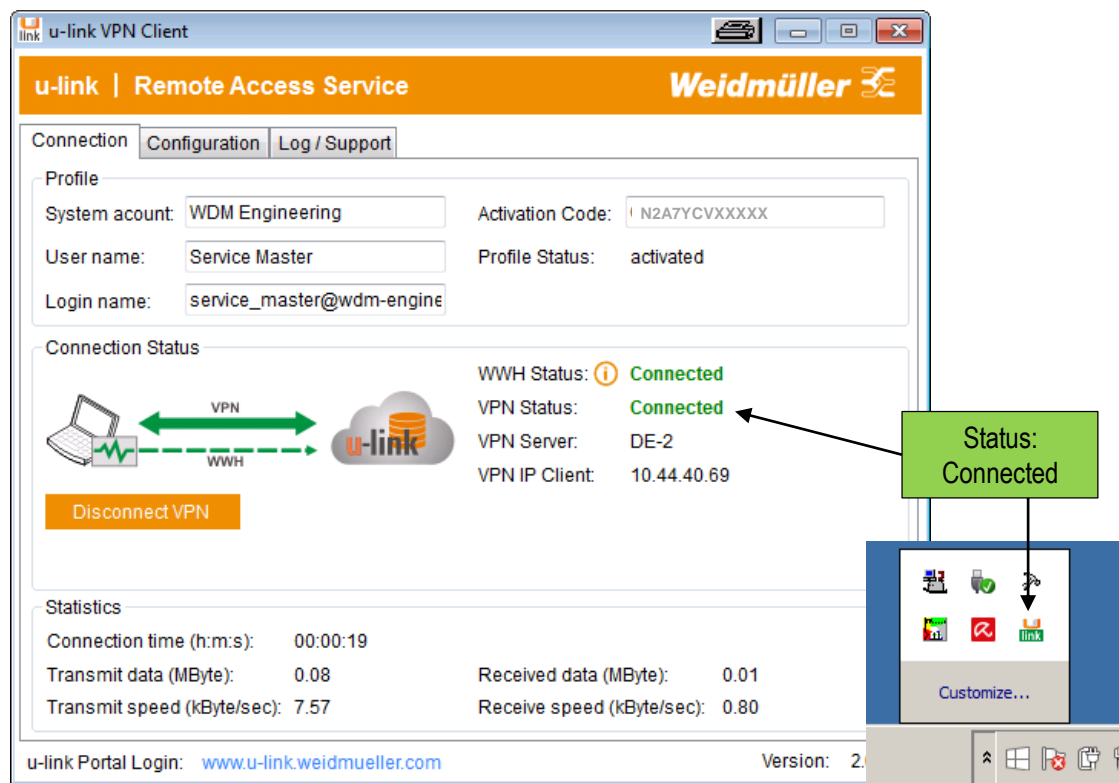 u-link VPN Client
u-link | Remote Access Service
Weidmüller
Connection Configuration Log / Support
Profile
System acount: WDM Engineering Activation Code: N2A7YCVXXXXX
User name: Service Master Profile Status: activated
Login name: service_master@wdm-engine
Connection Status
WWH Status: i Connected
VPN Status: Connected
VPN Server: DE-2
VPN IP Client: 10.44.40.69
VPN
WWH
u-link
Disconnect VPN
Status:
Connected
Statistics
Connection time (h:m:s): 00:00:19
Transmit data (MByte): 0.08 Received data (MByte): 0.01
Transmit speed (kByte/sec): 7.57 Receive speed (kByte/sec): 0.80
u
link
Customize...
u-link Portal Login: www.u-link.weidmueller.com Version: 2.